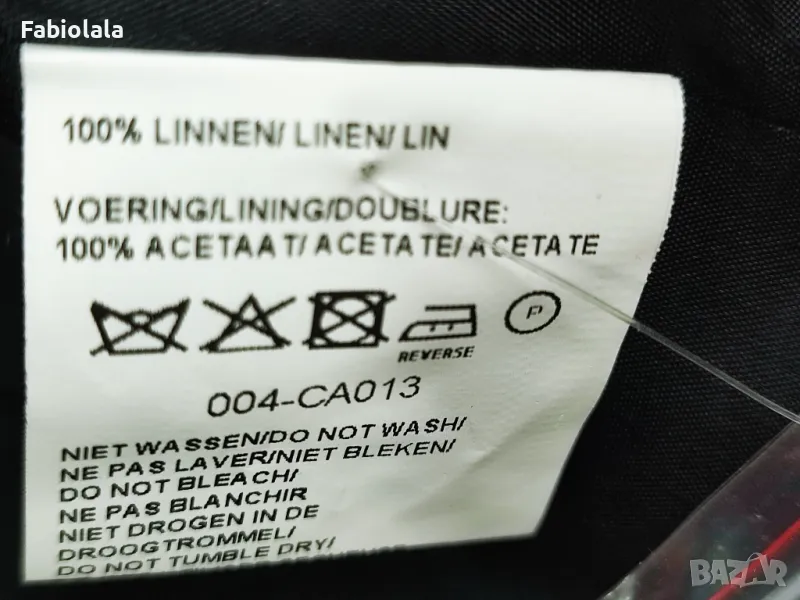 Fabiolala
100% LINNEN/ LINEN/ LIN
VOERING/LINING/DOUBLURE:
100% ACETAAT/ ACETATE/ ACETATE
P
REVERSE
004-CA013
NIET WASSEN/DO NOT WASH/
NE PAS LAVER/NIET BLEKEN/
DO NOT BLEACH/
NE PAS BLANCHIR
NIET DROGEN IN DE
DROOGTROMMEL/
DO NOT TUMBLE DRY/
BAZAR